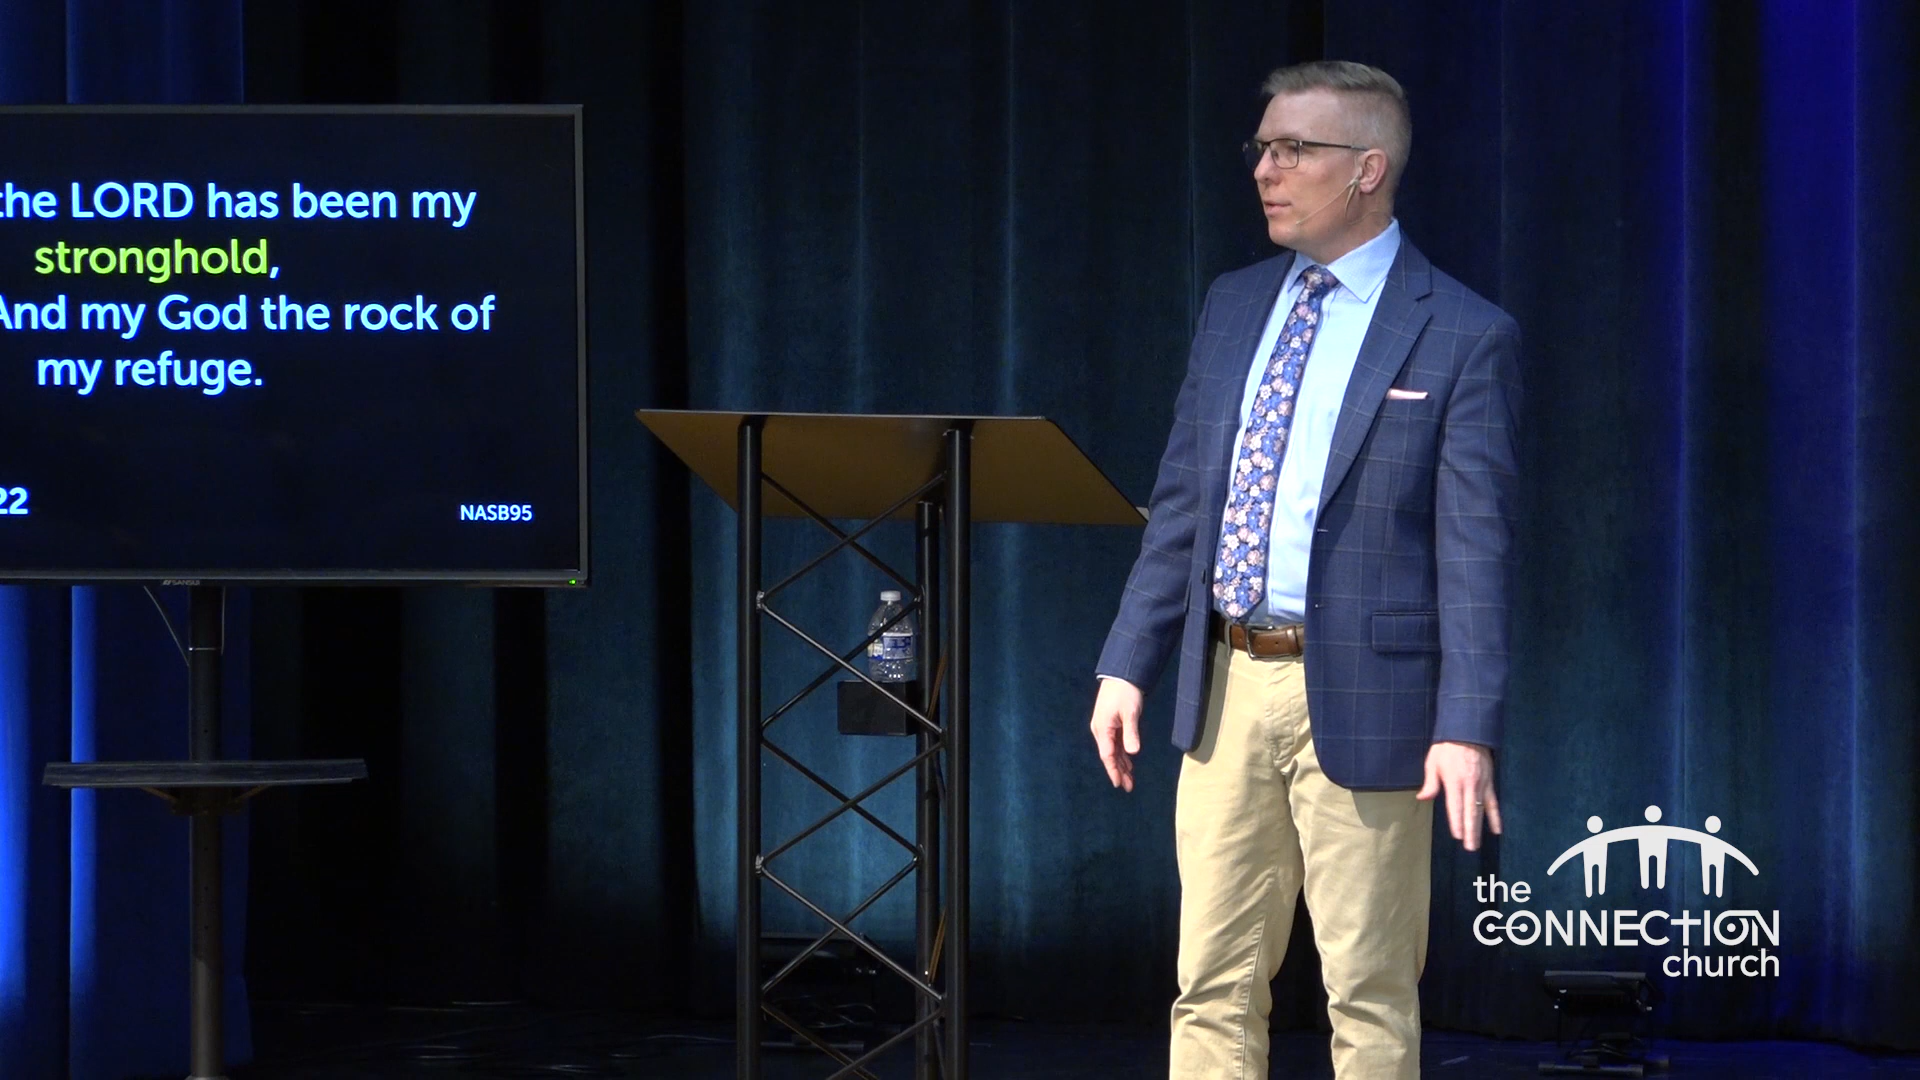 the LORD has been my
stronghold,
And my God the rock of
my refuge.
22
NASB95
SANSUI
the
CONNECTION
church